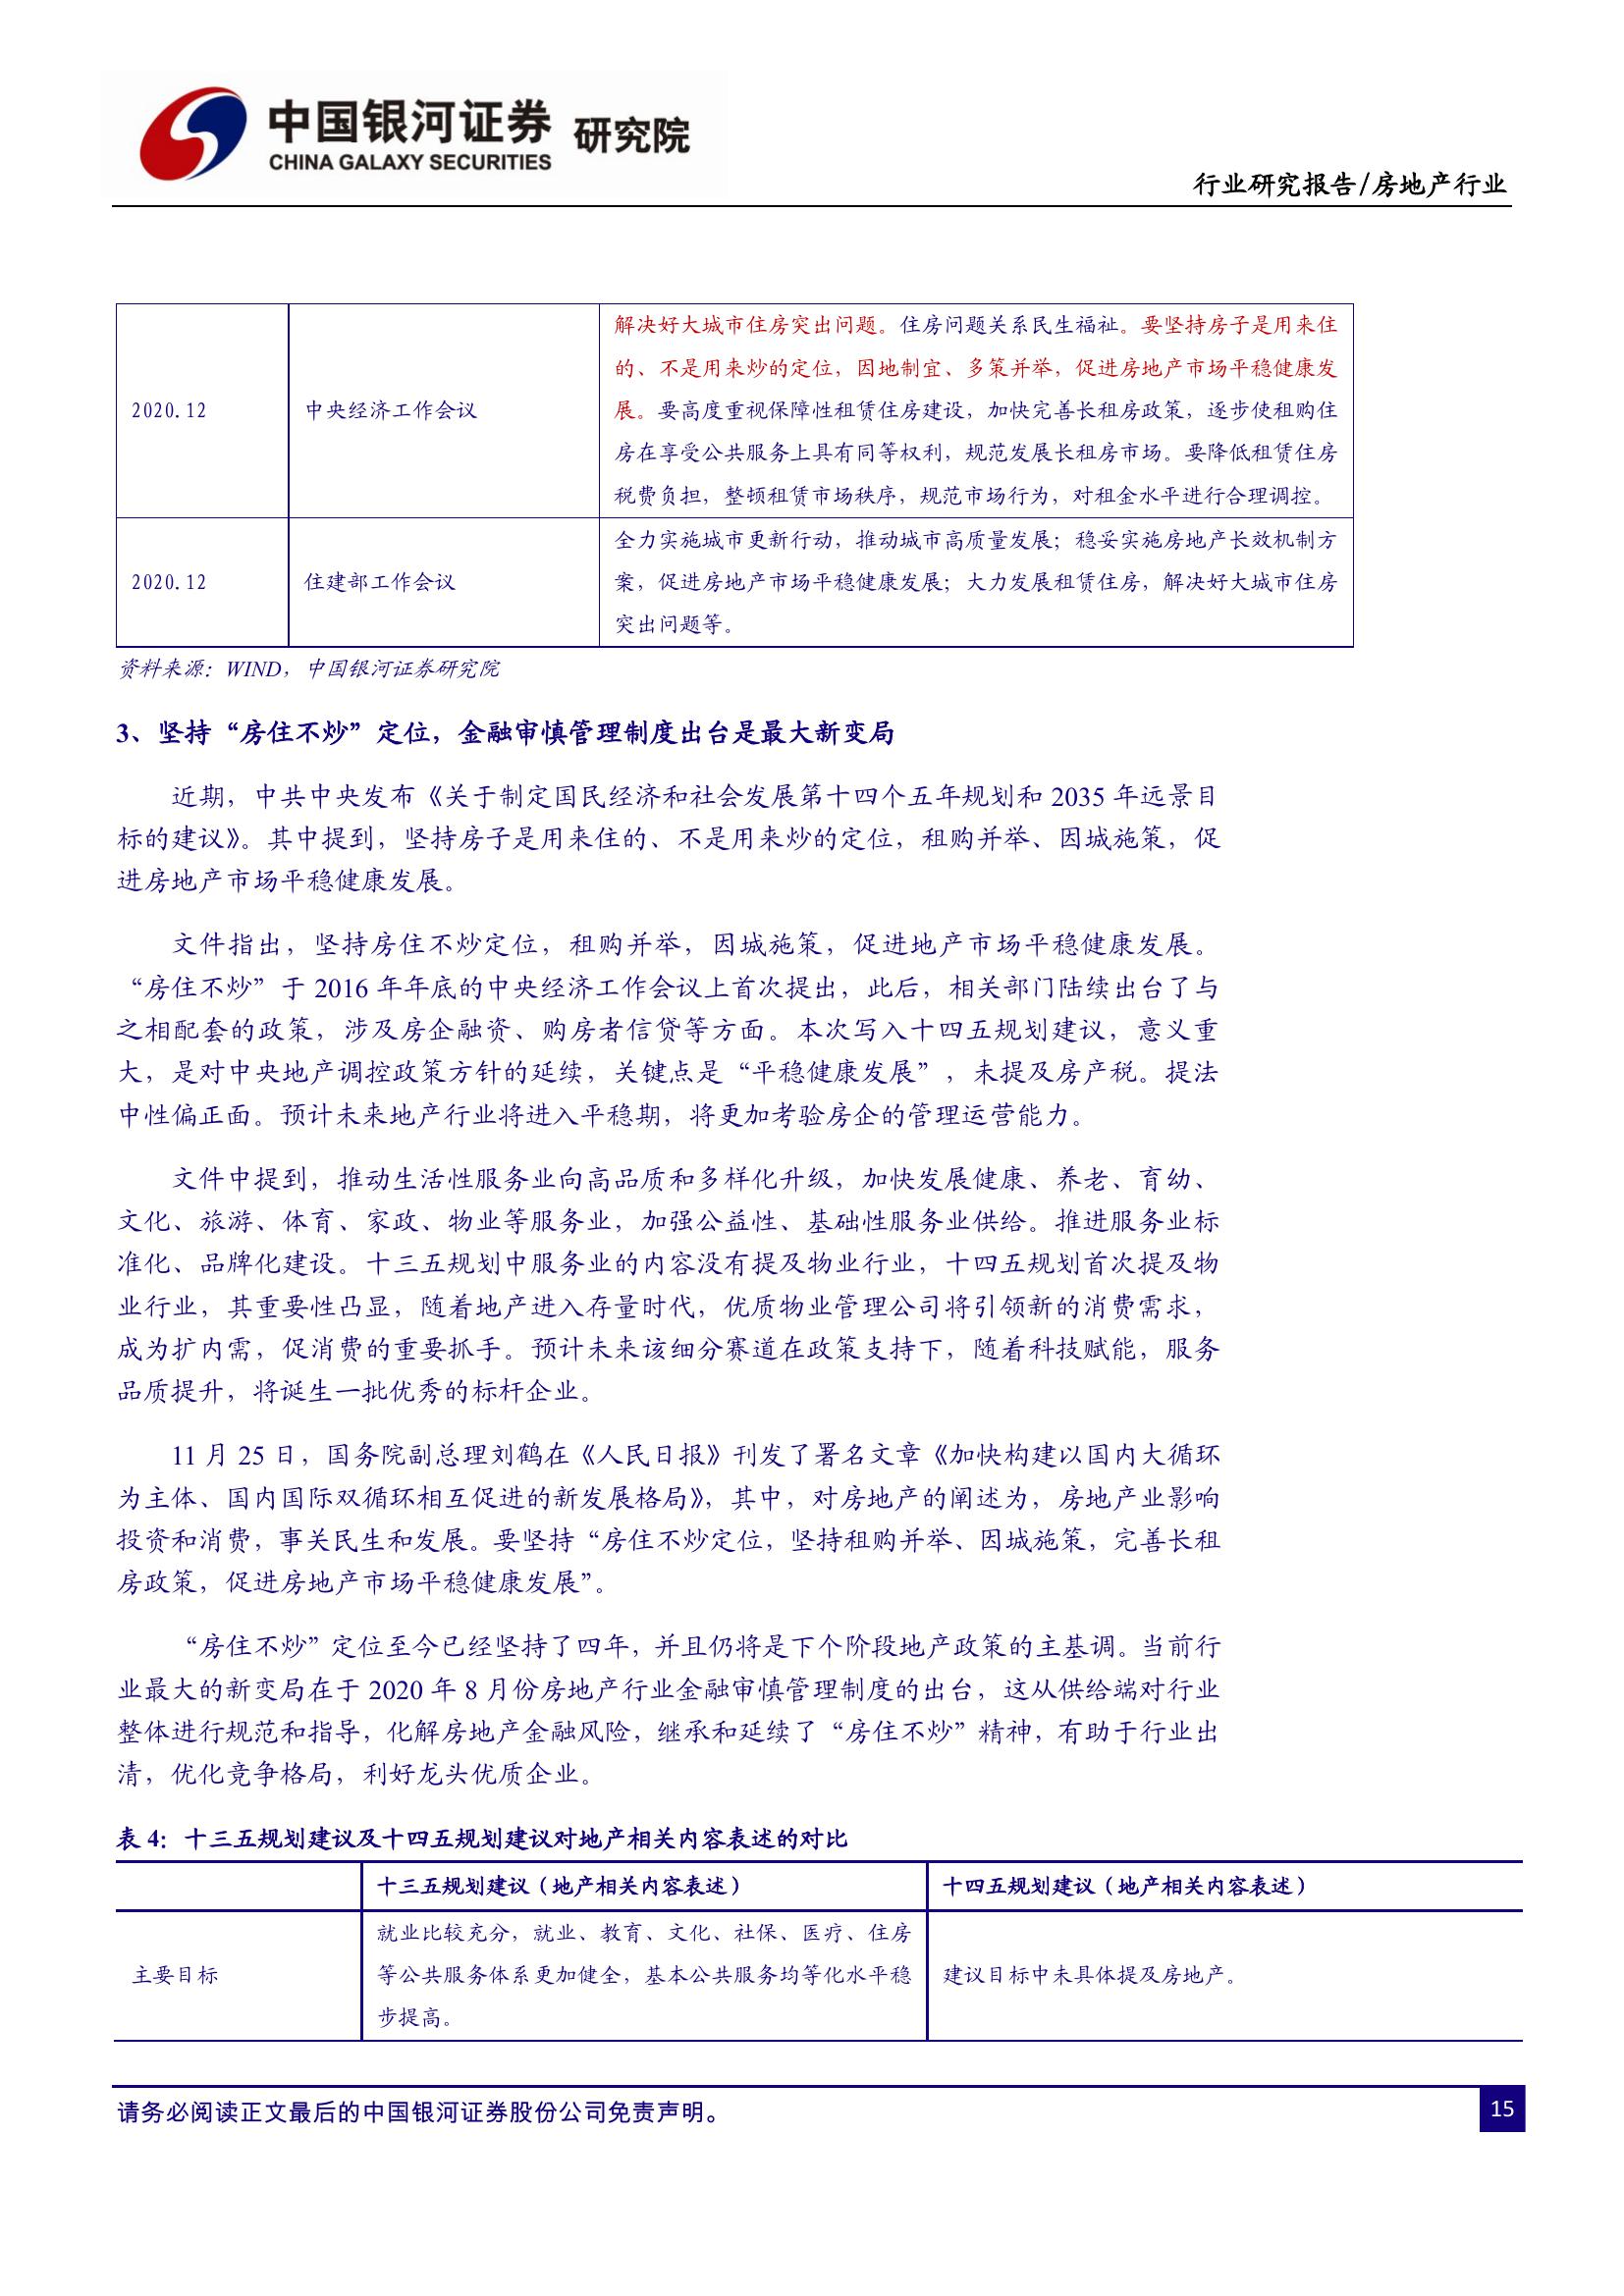 中国银河证券 研究院
CHINA GALAXY SECURITIES
行业研究报告/房地产行业
2020.12
中央经济工作会议
解决好大城市住房突出问题。住房问题关系民生福祉。要坚持房子是用来住
的、不是用来炒的定位，因地制宜、多策并举，促进房地产市场平稳健康发
展。要高度重视保障性租赁住房建设，加快完善长租房政策，逐步使租购住
房在享受公共服务上具有同等权利，规范发展长租房市场。要降低租赁住房
税费负担，整顿租赁市场秩序，规范市场行为，对租金水平进行合理调控。
2020.12
住建部工作会议
全力实施城市更新行动，推动城市高质量发展；稳妥实施房地产长效机制方
案，促进房地产市场平稳健康发展；大力发展租赁住房，解决好大城市住房
突出问题等。
资料来源：WIND，中国银河证券研究院
3、坚持“房住不炒”定位，金融审慎管理制度出台是最大新变局
近期，中共中央发布《关于制定国民经济和社会发展第十四个五年规划和 2035 年远景目
标的建议》。其中提到，坚持房子是用来住的、不是用来炒的定位，租购并举、因城施策，促
进房地产市场平稳健康发展。
文件指出，坚持房住不炒定位，租购并举，因城施策，促进地产市场平稳健康发展。
“房住不炒”于 2016 年年底的中央经济工作会议上首次提出，此后，相关部门陆续出台了与
之相配套的政策，涉及房企融资、购房者信贷等方面。本次写入十四五规划建议，意义重
大，是对中央地产调控政策方针的延续，关键点是“平稳健康发展”，未提及房产税。提法
中性偏正面。预计未来地产行业将进入平稳期，将更加考验房企的管理运营能力。
文件中提到，推动生活性服务业向高品质和多样化升级，加快发展健康、养老、育幼、
文化、旅游、体育、家政、物业等服务业，加强公益性、基础性服务业供给。推进服务业标
准化、品牌化建设。十三五规划中服务业的内容没有提及物业行业，十四五规划首次提及物
业行业，其重要性凸显，随着地产进入存量时代，优质物业管理公司将引领新的消费需求，
成为扩内需，促消费的重要抓手。预计未来该细分赛道在政策支持下，随着科技赋能，服务
品质提升，将诞生一批优秀的标杆企业。
11 月 25 日，国务院副总理刘鹤在《人民日报》刊发了署名文章《加快构建以国内大循环
为主体、国内国际双循环相互促进的新发展格局》，其中，对房地产的阐述为，房地产业影响
投资和消费，事关民生和发展。要坚持“房住不炒定位，坚持租购并举、因城施策，完善长租
房政策，促进房地产市场平稳健康发展”。
“房住不炒”定位至今已经坚持了四年，并且仍将是下个阶段地产政策的主基调。当前行
业最大的新变局在于 2020 年 8 月份房地产行业金融审慎管理制度的出台，这从供给端对行业
整体进行规范和指导，化解房地产金融风险，继承和延续了“房住不炒”精神，有助于行业出
清，优化竞争格局，利好龙头优质企业。
表 4：十三五规划建议及十四五规划建议对地产相关内容表述的对比
十三五规划建议（地产相关内容表述）
十四五规划建议（地产相关内容表述）
主要目标
就业比较充分，就业、教育、文化、社保、医疗、住房
等公共服务体系更加健全，基本公共服务均等化水平稳
步提高。
建议目标中未具体提及房地产。
请务必阅读正文最后的中国银河证券股份公司免责声明。
15